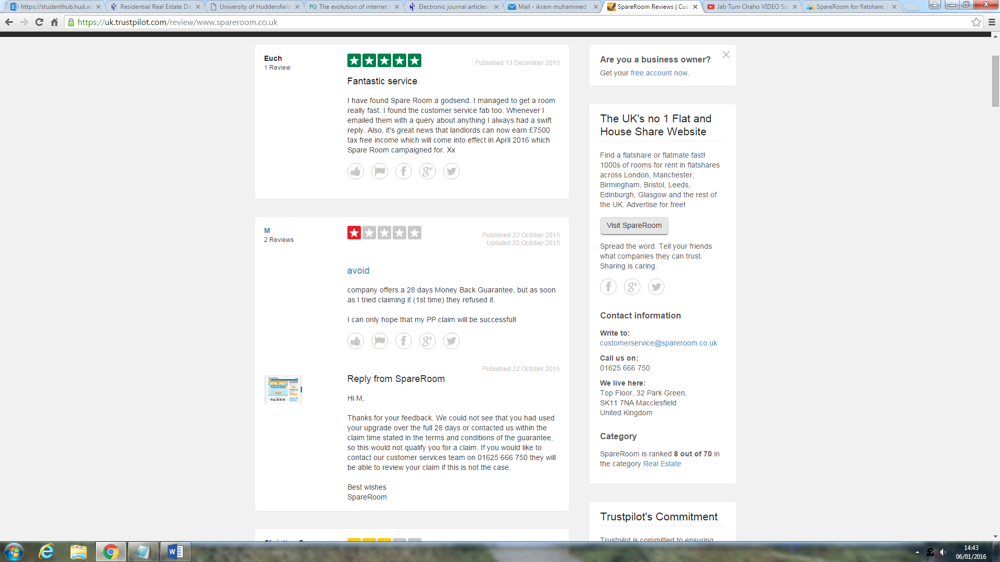 https://studenthub.hud.ac
Residential Real Estate Da
University of Huddersfield
PQ The evolution of internet
Electronic journal articles
Mail - ikram muhammed
SpareRoom Reviews | Cus
Jab Tum Chaho VIDEO So
SpareRoom for flatshare,
https://uk.trustpilot.com/review/www.spareroom.co.uk
Euch
1 Review
Published 13 December 2015
Fantastic service
I have found Spare Room a godsend. I managed to get a room
really fast. I found the customer service fab too. Whenever I
emailed them with a query about anything I always had a swift
reply. Also, it's great news that landlords can now earn £7500
tax free income which will come into effect in April 2016 which
Spare Room campaigned for. Xx
M
2 Reviews
Published 22 October 2015
Updated 22 October 2015
avoid
company offers a 28 days Money Back Guarantee, but as soon
as I tried claiming it (1st time) they refused it.
I can only hope that my PP claim will be successful!
Published 22 October 2015
Reply from SpareRoom
Hi M,
Thanks for your feedback. We could not see that you had used
your upgrade over the full 28 days or contacted us within the
claim time stated in the terms and conditions of the guarantee,
so this would not qualify you for a claim. If you would like to
contact our customer services team on 01625 666 750 they will
be able to review your claim if this is not the case.
Best wishes
SpareRoom
Are you a business owner?
Get your free account now.
The UK's no 1 Flat and
House Share Website
Find a flatshare or flatmate fast!
1000s of rooms for rent in flatshares
across London, Manchester,
Birmingham, Bristol, Leeds,
Edinburgh, Glasgow and the rest of
the UK. Advertise for free!
Visit SpareRoom
Spread the word. Tell your friends
what companies they can trust.
Sharing is caring.
Contact information
Write to:
customerservice@spareroom.co.uk
Call us on:
01625 666 750
We live here:
Top Floor, 32 Park Green,
SK11 7NA Macclesfield
United Kingdom
Category
SpareRoom is ranked 8 out of 70 in
the category Real Estate
Trustpilot's Commitment
Trustpilot is committed to ensuring
14:43
06/01/2016